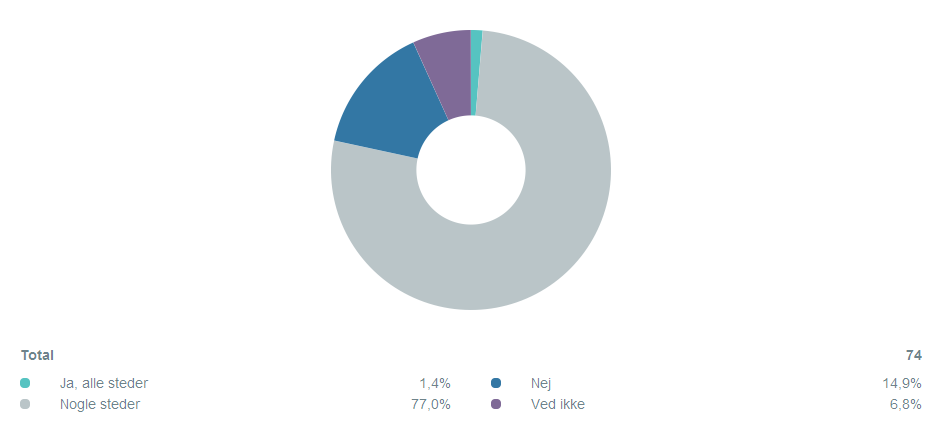 Total 74
Ja, alle steder 1,4% Nej 14,9%
Nogle steder 77,0% Ved ikke 6,8%